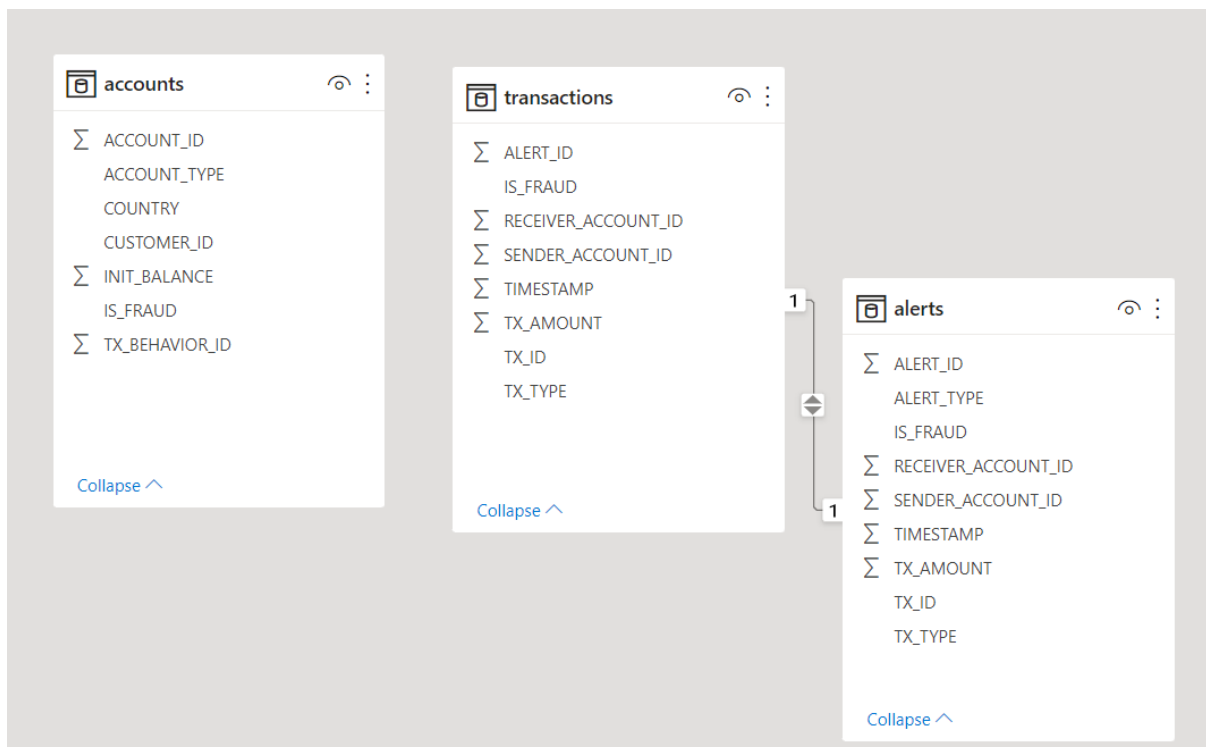 accounts
Σ ACCOUNT_ID
ACCOUNT_TYPE
COUNTRY
CUSTOMER_ID
Σ INIT_BALANCE
IS_FRAUD
Σ TX_BEHAVIOR_ID
Collapse
transactions
Σ ALERT_ID
IS_FRAUD
Σ RECEIVER_ACCOUNT_ID
Σ SENDER_ACCOUNT_ID
Σ TIMESTAMP
Σ TX_AMOUNT
TX_ID
TX_TYPE
Collapse
1
1
alerts
Σ ALERT_ID
ALERT_TYPE
IS_FRAUD
Σ RECEIVER_ACCOUNT_ID
Σ SENDER_ACCOUNT_ID
Σ TIMESTAMP
Σ TX_AMOUNT
TX_ID
TX_TYPE
Collapse